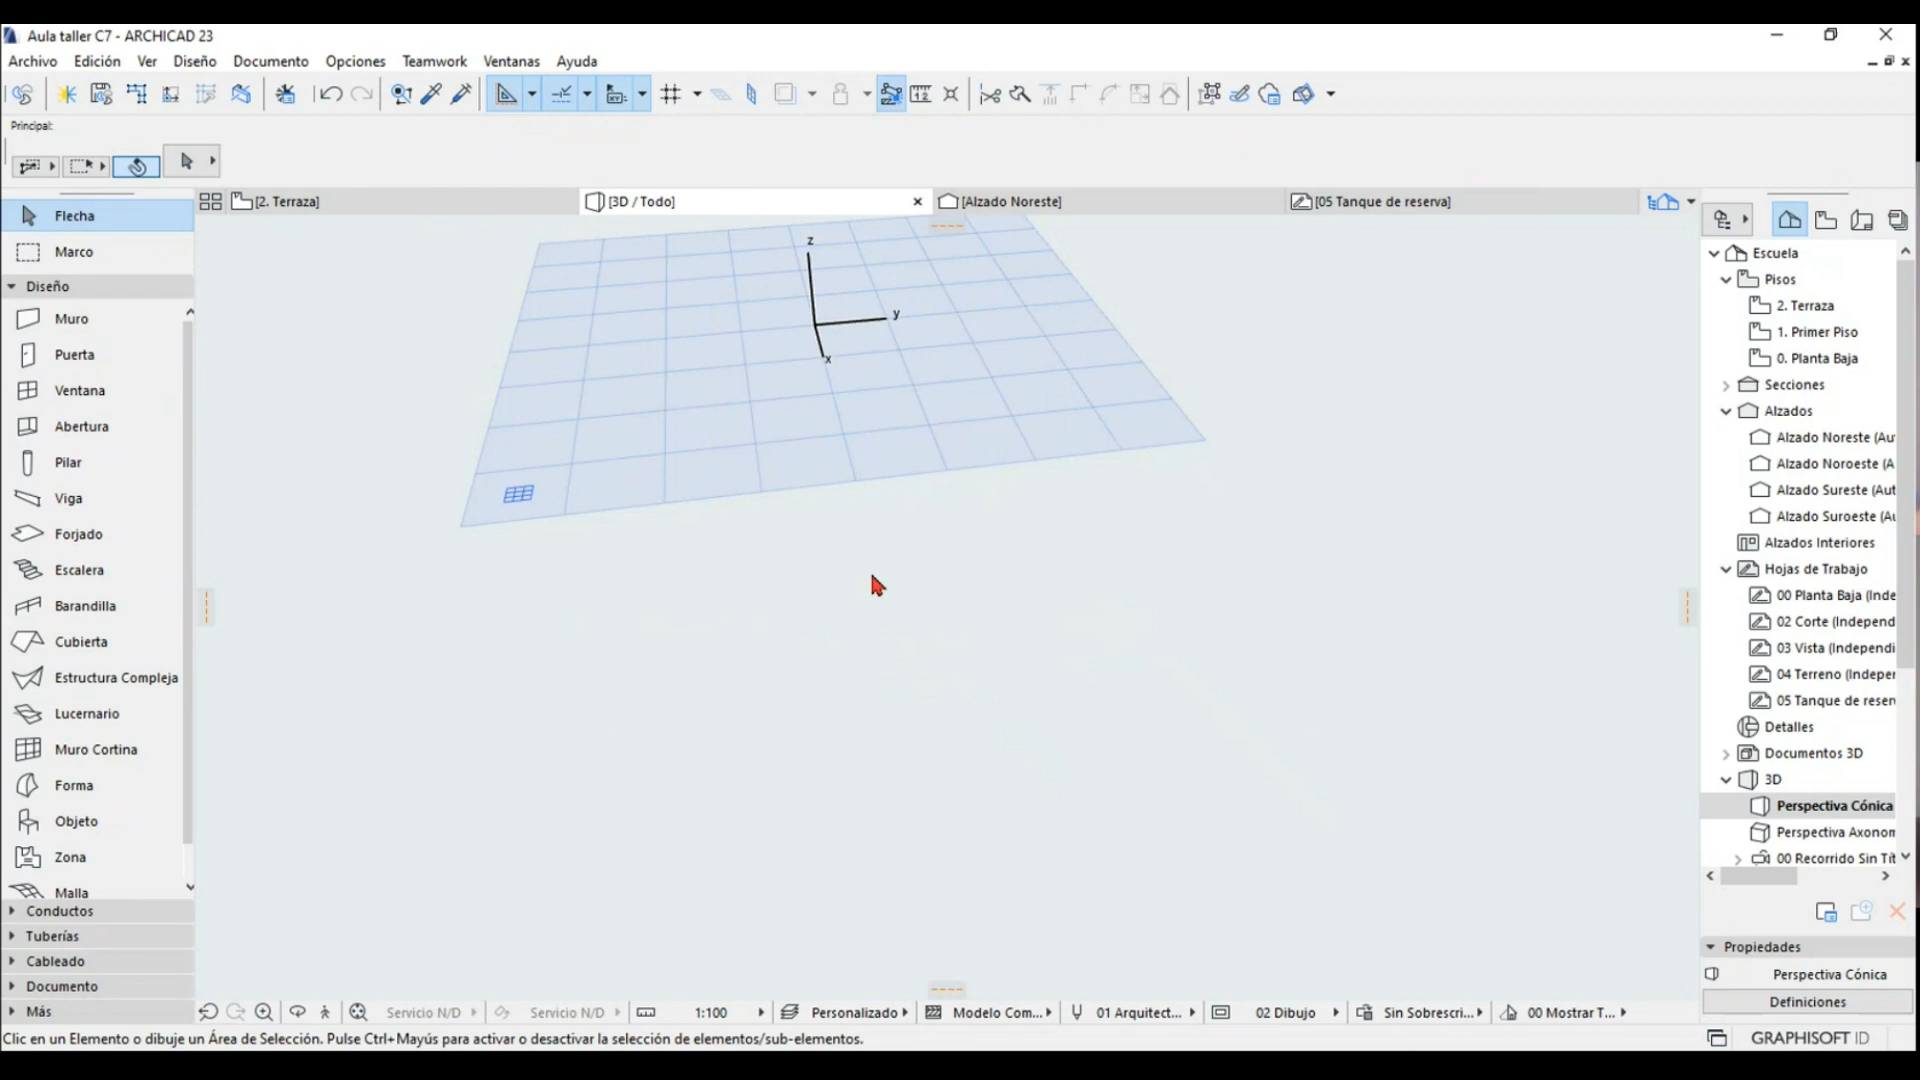 Aula taller C7 - ARCHICAD 23
Archivo Edición Ver Diseño Documento Opciones Teamwork Ventanas Ayuda
Principal:
[2. Terraza] [3D / Todo] [Alzado Noreste] [05 Tanque de reserva]
Flecha
Marco
Diseño
Muro
Puerta
Ventana
Abertura
Pilar
Viga
Forjado
Escalera
Barandilla
Cubierta
Estructura Compleja
Lucernario
Muro Cortina
Forma
Objeto
Zona
Malla
Conductos
Tuberías
Cableado
Documento
Más
z
y
x
Escuela
Pisos
2. Terraza
1. Primer Piso
0. Planta Baja
Secciones
Alzados
Alzado Noreste (Au
Alzado Noroeste (A
Alzado Sureste (Aut
Alzado Suroeste (Au
Alzados Interiores
Hojas de Trabajo
00 Planta Baja (Inde
02 Corte (Independ
03 Vista (Independi
04 Terreno (Indeper
05 Tanque de reserv
Detalles
Documentos 3D
3D
Perspectiva Cónica
Perspectiva Axonom
00 Recorrido Sin Tít
Propiedades
Perspectiva Cónica
Definiciones
Servicio N/D Servicio N/D 1:100 Personalizado Modelo Com... 01 Arquitect... 02 Dibujo Sin Sobrescri... 00 Mostrar T...
Clic en un Elemento o dibuje un Área de Selección. Pulse Ctrl+Mayús para activar o desactivar la selección de elementos/sub-elementos.
GRAPHISOFT ID